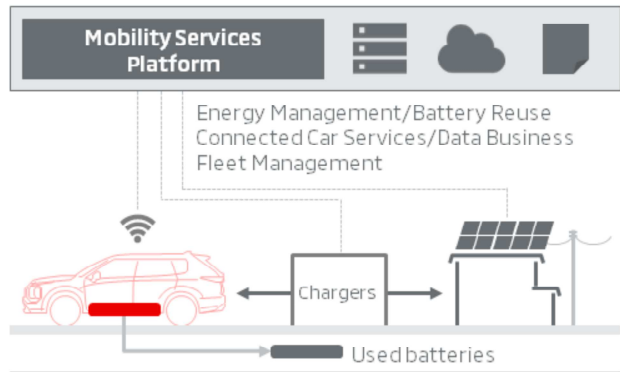 Mobility Services
Platform
Energy Management/Battery Reuse
Connected Car Services/Data Business
Fleet Management
Chargers
Used batteries